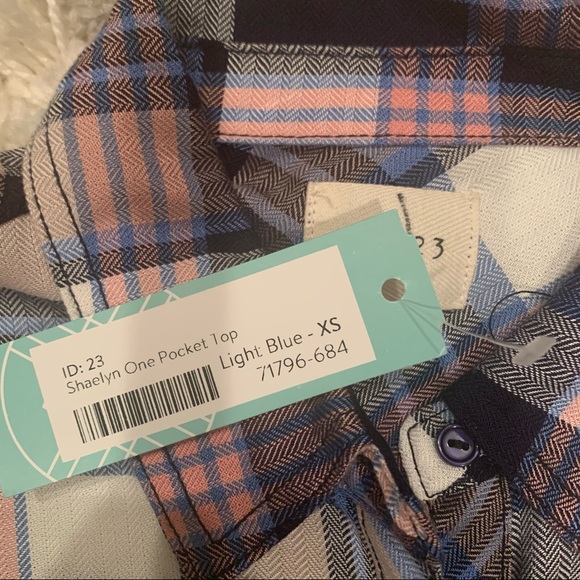 23
ID: 23
Shaelyn One Pocket Top
Light Blue - XS
71796-684